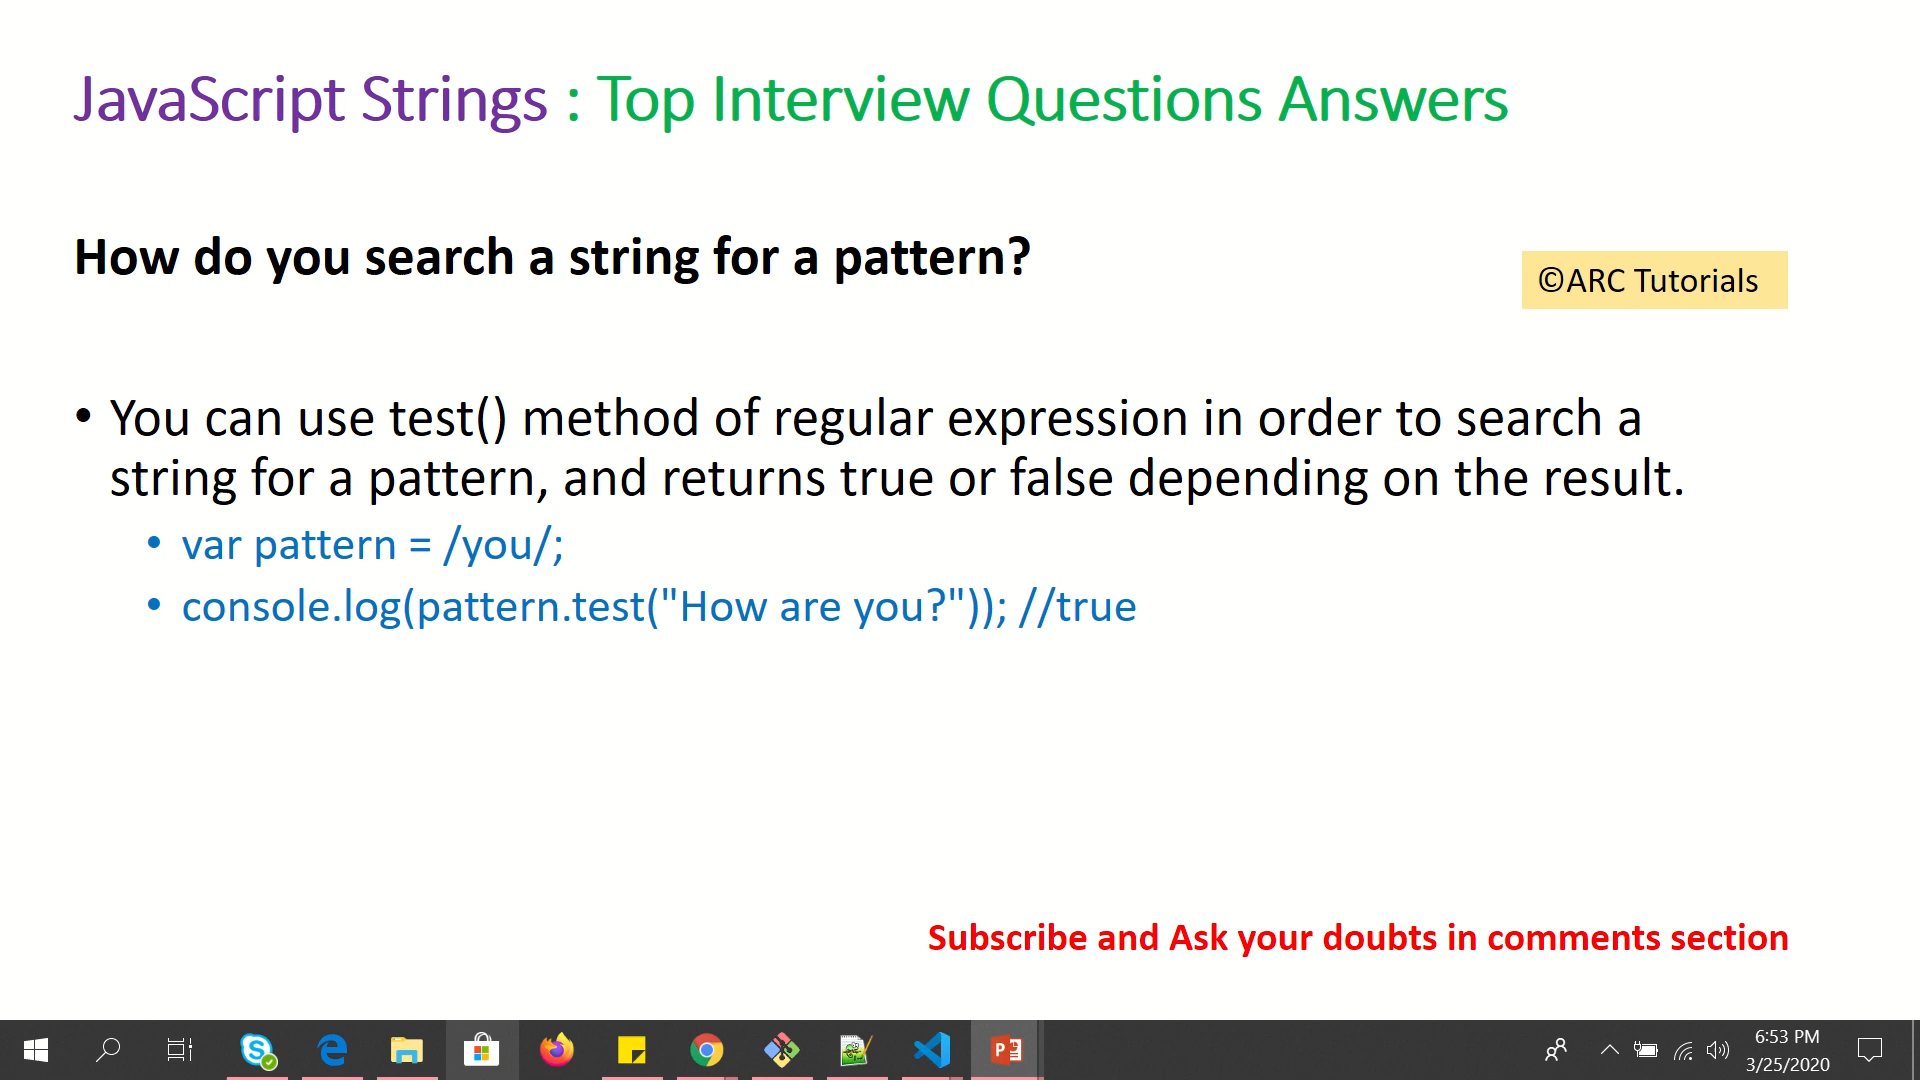 JavaScript Strings : Top Interview Questions Answers
How do you search a string for a pattern?
©ARC Tutorials
• You can use test() method of regular expression in order to search a
string for a pattern, and returns true or false depending on the result.
• var pattern = /you/;
• console.log(pattern.test("How are you?")); //true
Subscribe and Ask your doubts in comments section
6:53 PM
3/25/2020